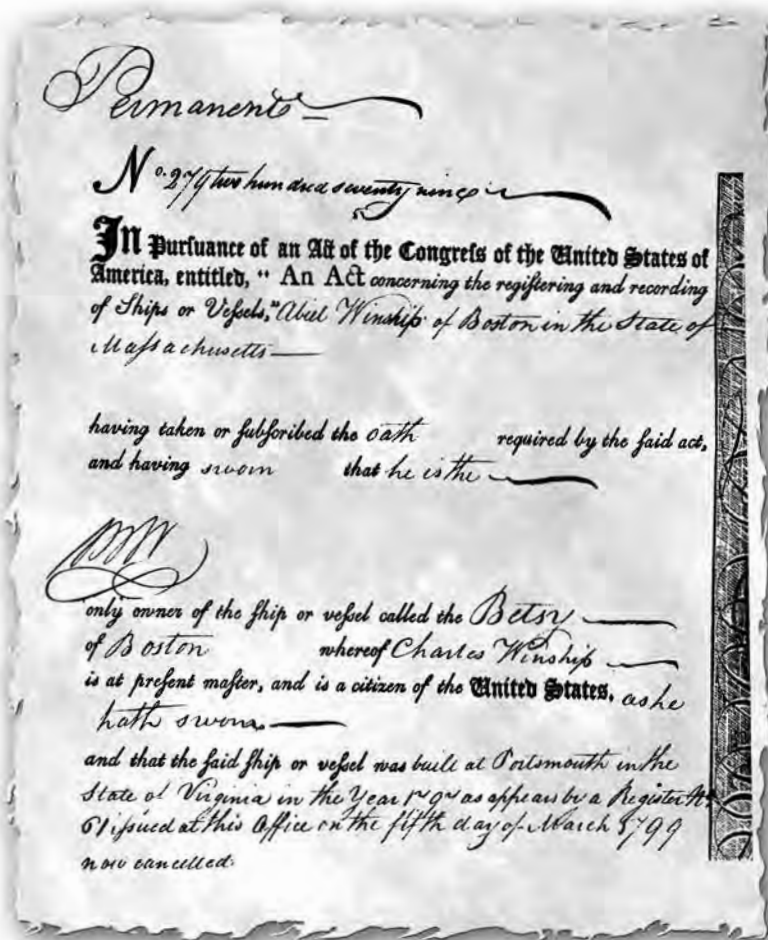 Permanent
No. 279 two hundred seventy nine
In Purſuance of an Act of the Congreſs of the United States of
America, entitled, "An Act concerning the regiſtering and recording
of Ships or Veſſels," Abiel Winship of Boston in the State of
Maſsachusetts
having taken or ſubſcribed the oath required by the ſaid act,
and having sworn that he is the
only owner of the ſhip or veſſel called the Betsy
of Boston whereof Charles Winship
is at preſent maſter, and is a citizen of the United States, as he
hath sworn
and that the ſaid ſhip or veſſel was built at Portsmouth in the
State of Virginia in the Year as appears by a Register No.
61 iſsued at this Office on the fifth day of March 1799
now cancelled